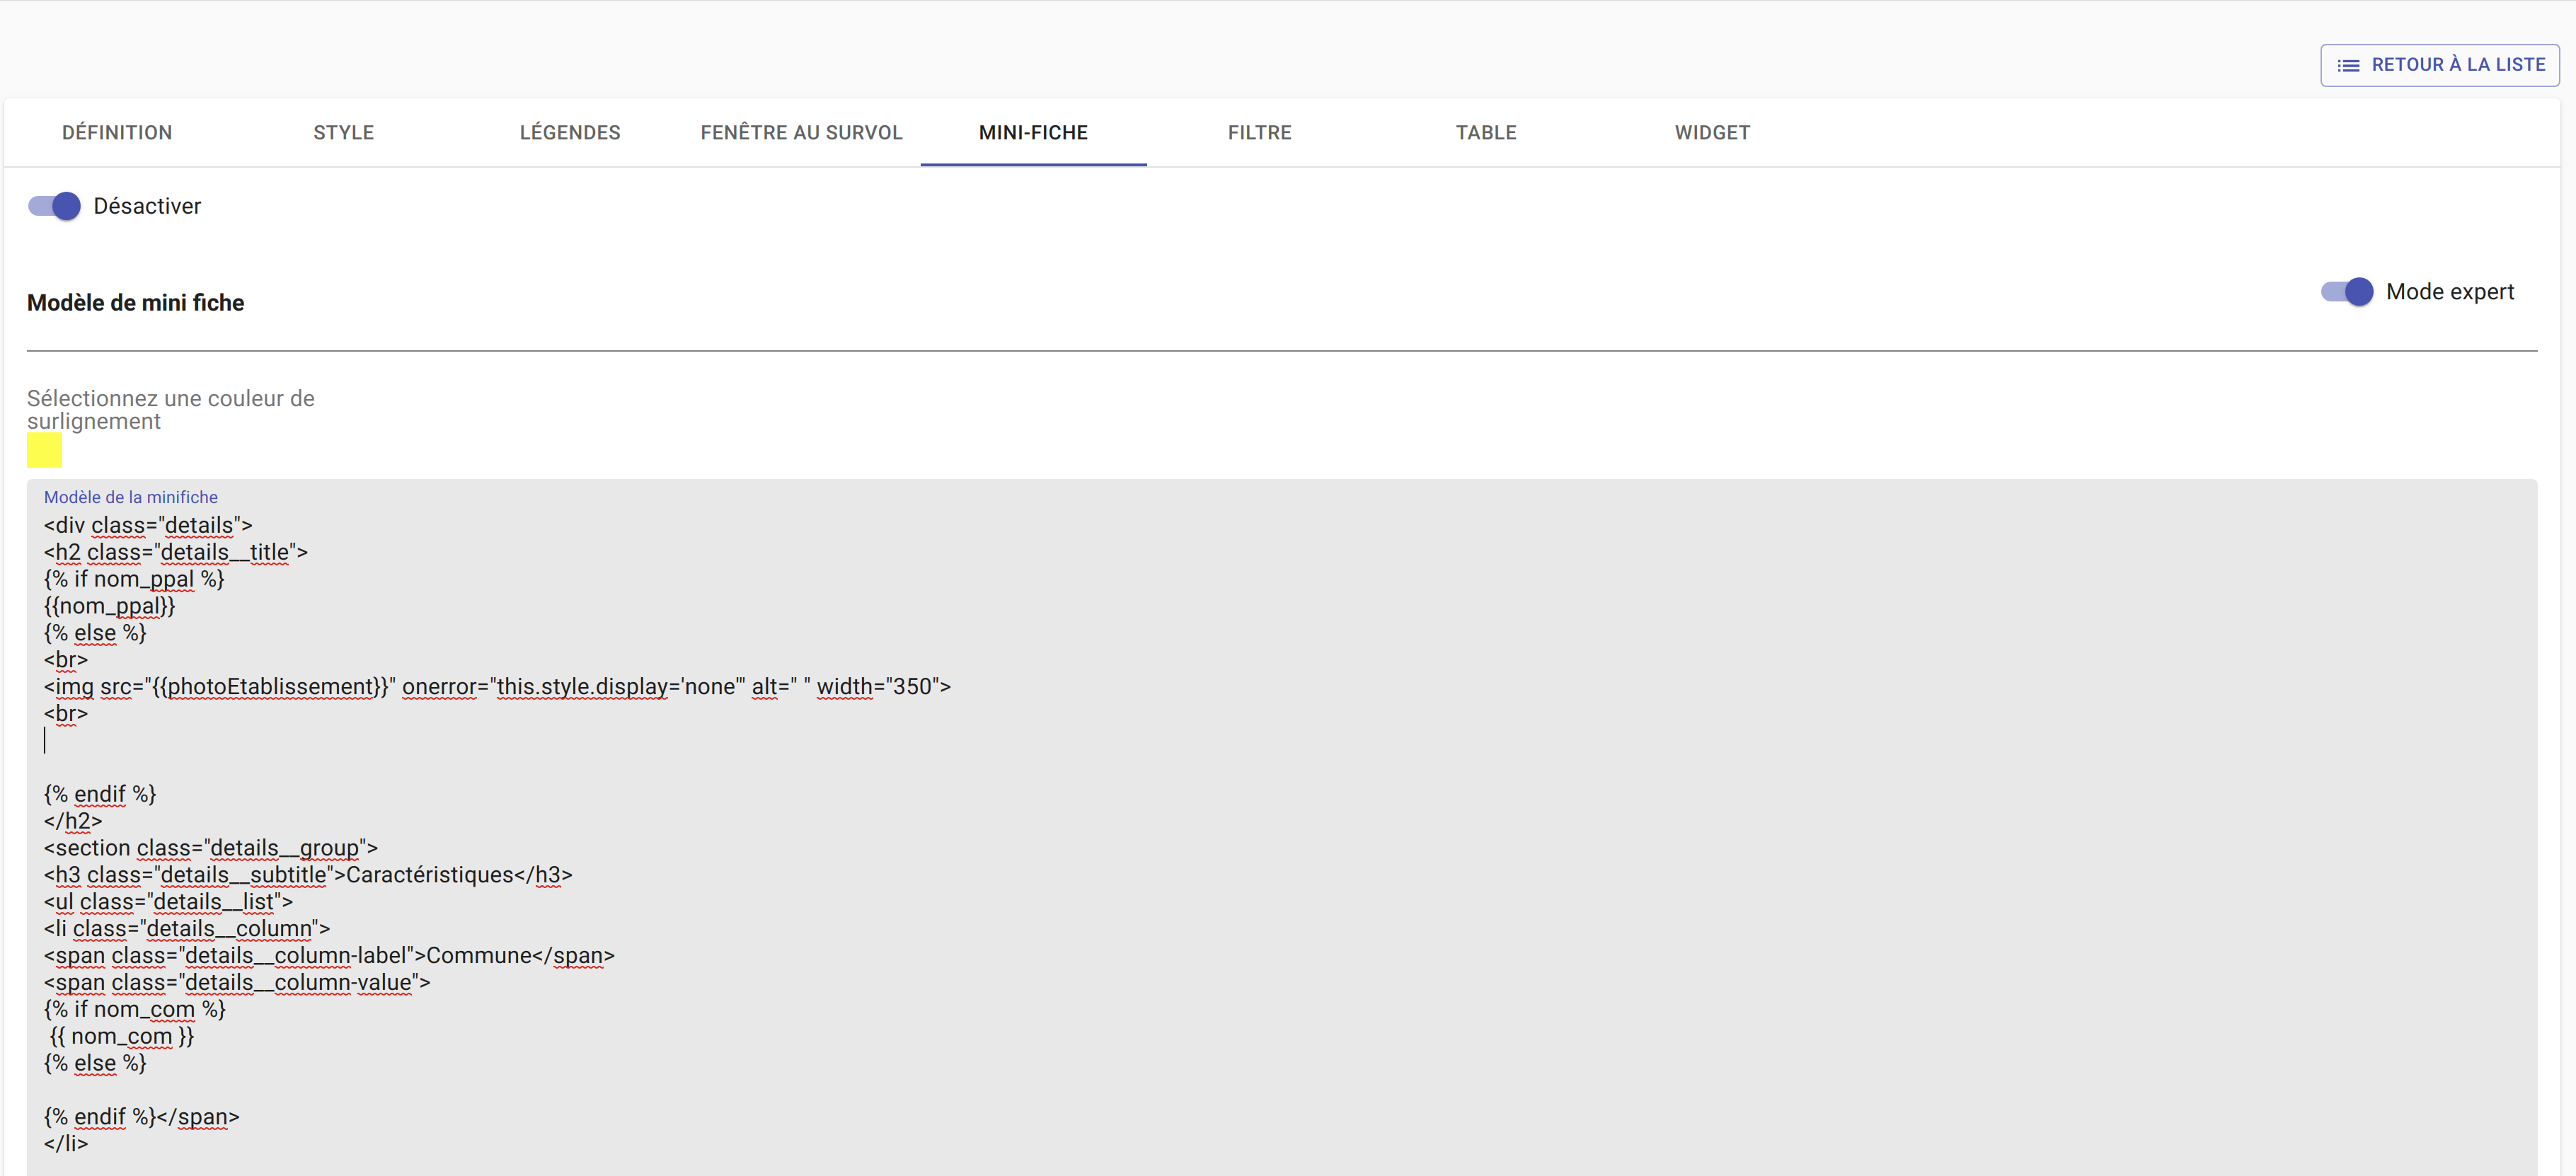 RETOUR À LA LISTE
DÉFINITION STYLE LÉGENDES FENÊTRE AU SURVOL MINI-FICHE FILTRE TABLE WIDGET
Désactiver
Modèle de mini fiche
Mode expert
Sélectionnez une couleur de
surlignement
Modèle de la minifiche
<div class="details">
<h2 class="details__title">
{% if nom_ppal %}
{{nom_ppal}}
{% else %}
<br>
<img src="{{photoEtablissement}}" onerror="this.style.display='none'" alt=" " width="350">
<br>
{% endif %}
</h2>
<section class="details__group">
<h3 class="details__subtitle">Caractéristiques</h3>
<ul class="details__list">
<li class="details__column">
<span class="details__column-label">Commune</span>
<span class="details__column-value">
{% if nom_com %}
{{ nom_com }}
{% else %}
{% endif %}</span>
</li>